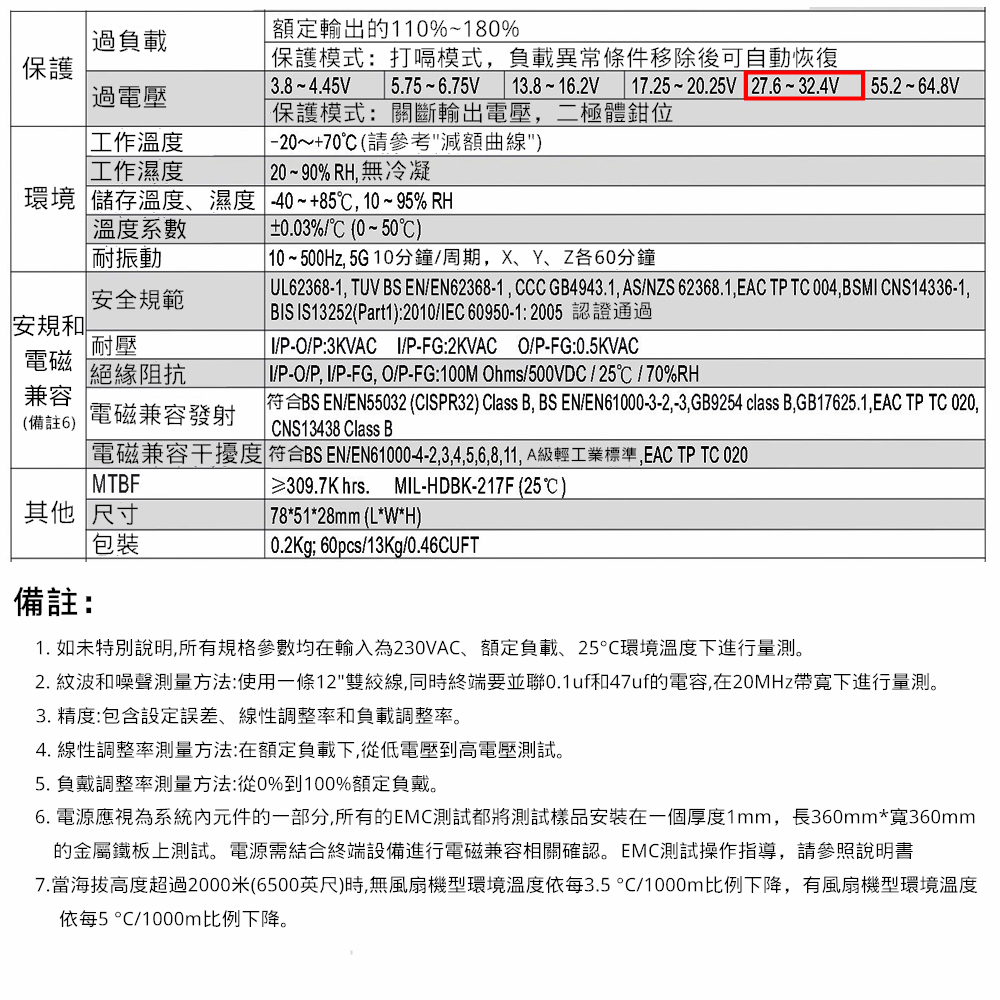 保護
過負載
額定輸出的110%~180%
保護模式：打嗝模式，負載異常條件移除後可自動恢復
過電壓
3.8 ~ 4.45V 5.75 ~ 6.75V 13.8 ~ 16.2V 17.25 ~ 20.25V 27.6 ~ 32.4V 55.2 ~ 64.8V
保護模式：關斷輸出電壓，二極體鉗位
環境
工作溫度 -20～+70℃(請參考"減額曲線")
工作濕度 20 ~ 90% RH,無冷凝
儲存溫度、濕度 -40 ~ +85℃, 10 ~ 95% RH
溫度系數 ±0.03%/℃ (0 ~ 50℃)
耐振動 10 ~ 500Hz, 5G 10分鐘/周期，X、Y、Z各60分鐘
安規和
電磁
兼容
(備註6)
安全規範
UL62368-1, TUV BS EN/EN62368-1 , CCC GB4943.1, AS/NZS 62368.1,EAC TP TC 004,BSMI CNS14336-1,
BIS IS13252(Part1):2010/IEC 60950-1: 2005 認證通過
耐壓 I/P-O/P:3KVAC I/P-FG:2KVAC O/P-FG:0.5KVAC
絕緣阻抗 I/P-O/P, I/P-FG, O/P-FG:100M Ohms/500VDC / 25℃ / 70%RH
電磁兼容發射
符合BS EN/EN55032 (CISPR32) Class B, BS EN/EN61000-3-2,-3,GB9254 class B,GB17625.1,EAC TP TC 020,
CNS13438 Class B
電磁兼容干擾度 符合BS EN/EN61000-4-2,3,4,5,6,8,11, A級輕工業標準,EAC TP TC 020
其他
MTBF ≥309.7K hrs. MIL-HDBK-217F (25℃)
尺寸 78*51*28mm (L*W*H)
包裝 0.2Kg; 60pcs/13Kg/0.46CUFT
備註：
1. 如未特別說明,所有規格參數均在輸入為230VAC、額定負載、25°C環境溫度下進行量測。
2. 紋波和噪聲測量方法:使用一條12"雙絞線,同時終端要並聯0.1uf和47uf的電容,在20MHz帶寬下進行量測。
3. 精度:包含設定誤差、線性調整率和負載調整率。
4. 線性調整率測量方法:在額定負載下,從低電壓到高電壓測試。
5. 負戴調整率測量方法:從0%到100%額定負戴。
6. 電源應視為系統內元件的一部分,所有的EMC測試都將測試樣品安裝在一個厚度1mm，長360mm*寬360mm
的金屬鐵板上測試。電源需結合終端設備進行電磁兼容相關確認。EMC測試操作指導，請參照說明書
7.當海拔高度超過2000米(6500英尺)時,無風扇機型環境溫度依每3.5 °C/1000m比例下降，有風扇機型環境溫度
依每5 °C/1000m比例下降。